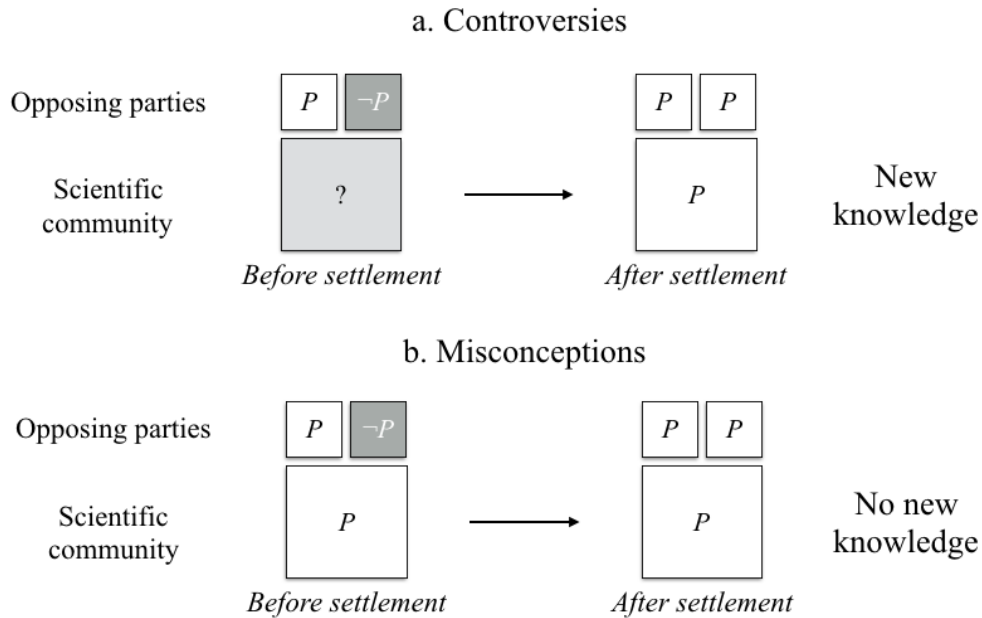 a. Controversies
Opposing parties
P
¬P
P
P
Scientific
community
?
P
New
knowledge
Before settlement
After settlement
b. Misconceptions
Opposing parties
P
¬P
P
P
Scientific
community
P
P
No new
knowledge
Before settlement
After settlement